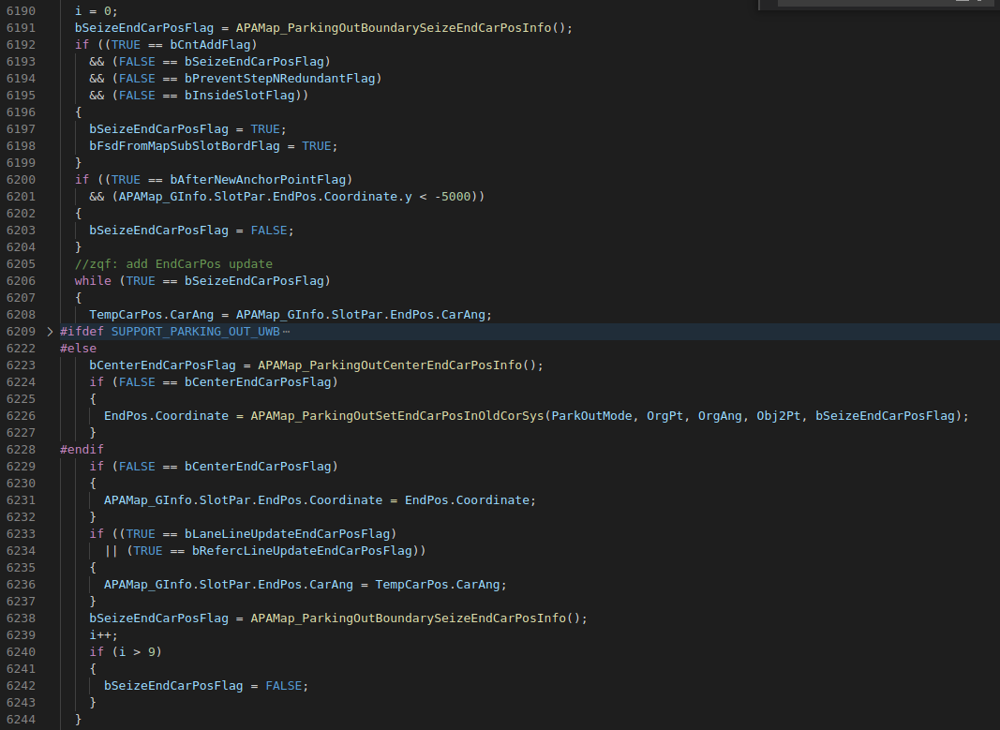 6190 i = 0;
6191 bSeizeEndCarPosFlag = APAMap_ParkingOutBoundarySeizeEndCarPosInfo();
6192 if ((TRUE == bCntAddFlag)
6193 && (FALSE == bSeizeEndCarPosFlag)
6194 && (FALSE == bPreventStepNRedundantFlag)
6195 && (FALSE == bInsideSlotFlag))
6196 {
6197 bSeizeEndCarPosFlag = TRUE;
6198 bFsdFromMapSubSlotBordFlag = TRUE;
6199 }
6200 if ((TRUE == bAfterNewAnchorPointFlag)
6201 && (APAMap_GInfo.SlotPar.EndPos.Coordinate.y < -5000))
6202 {
6203 bSeizeEndCarPosFlag = FALSE;
6204 }
6205 //zqf: add EndCarPos update
6206 while (TRUE == bSeizeEndCarPosFlag)
6207 {
6208 TempCarPos.CarAng = APAMap_GInfo.SlotPar.EndPos.CarAng;
6209 #ifdef SUPPORT_PARKING_OUT_UWB ⋯
6222 #else
6223 bCenterEndCarPosFlag = APAMap_ParkingOutCenterEndCarPosInfo();
6224 if (FALSE == bCenterEndCarPosFlag)
6225 {
6226 EndPos.Coordinate = APAMap_ParkingOutSetEndCarPosInOldCorSys(ParkOutMode, OrgPt, OrgAng, Obj2Pt, bSeizeEndCarPosFlag);
6227 }
6228 #endif
6229 if (FALSE == bCenterEndCarPosFlag)
6230 {
6231 APAMap_GInfo.SlotPar.EndPos.Coordinate = EndPos.Coordinate;
6232 }
6233 if ((TRUE == bLaneLineUpdateEndCarPosFlag)
6234 || (TRUE == bRefercLineUpdateEndCarPosFlag))
6235 {
6236 APAMap_GInfo.SlotPar.EndPos.CarAng = TempCarPos.CarAng;
6237 }
6238 bSeizeEndCarPosFlag = APAMap_ParkingOutBoundarySeizeEndCarPosInfo();
6239 i++;
6240 if (i > 9)
6241 {
6242 bSeizeEndCarPosFlag = FALSE;
6243 }
6244 }